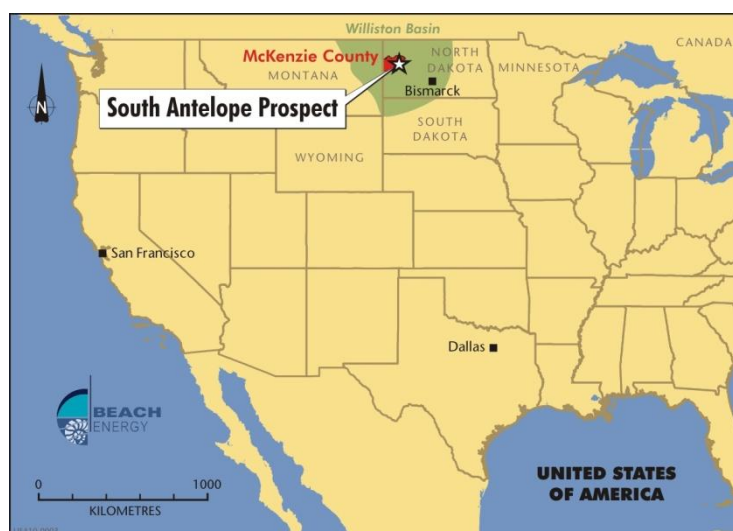 Williston Basin
CANADA
McKenzie County
NORTH
DAKOTA
MINNESOTA
MONTANA
Bismarck
N
South Antelope Prospect
SOUTH
DAKOTA
WYOMING
San Francisco
Dallas
BEACH
ENERGY
0 1000
KILOMETRES
UNITED STATES
OF AMERICA